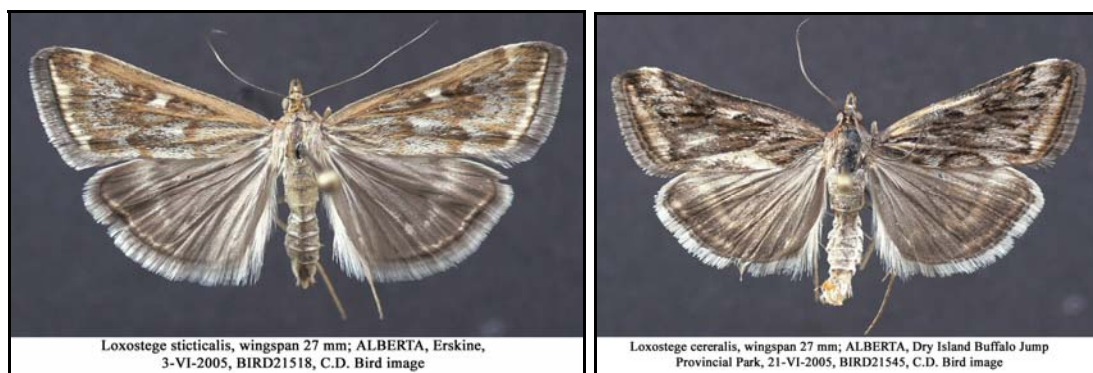 Loxostege sticticalis, wingspan 27 mm; ALBERTA, Erskine,
3-VI-2005, BIRD21518, C.D. Bird image
Loxostege cereralis, wingspan 27 mm; ALBERTA, Dry Island Buffalo Jump
Provincial Park, 21-VI-2005, BIRD21545, C.D. Bird image